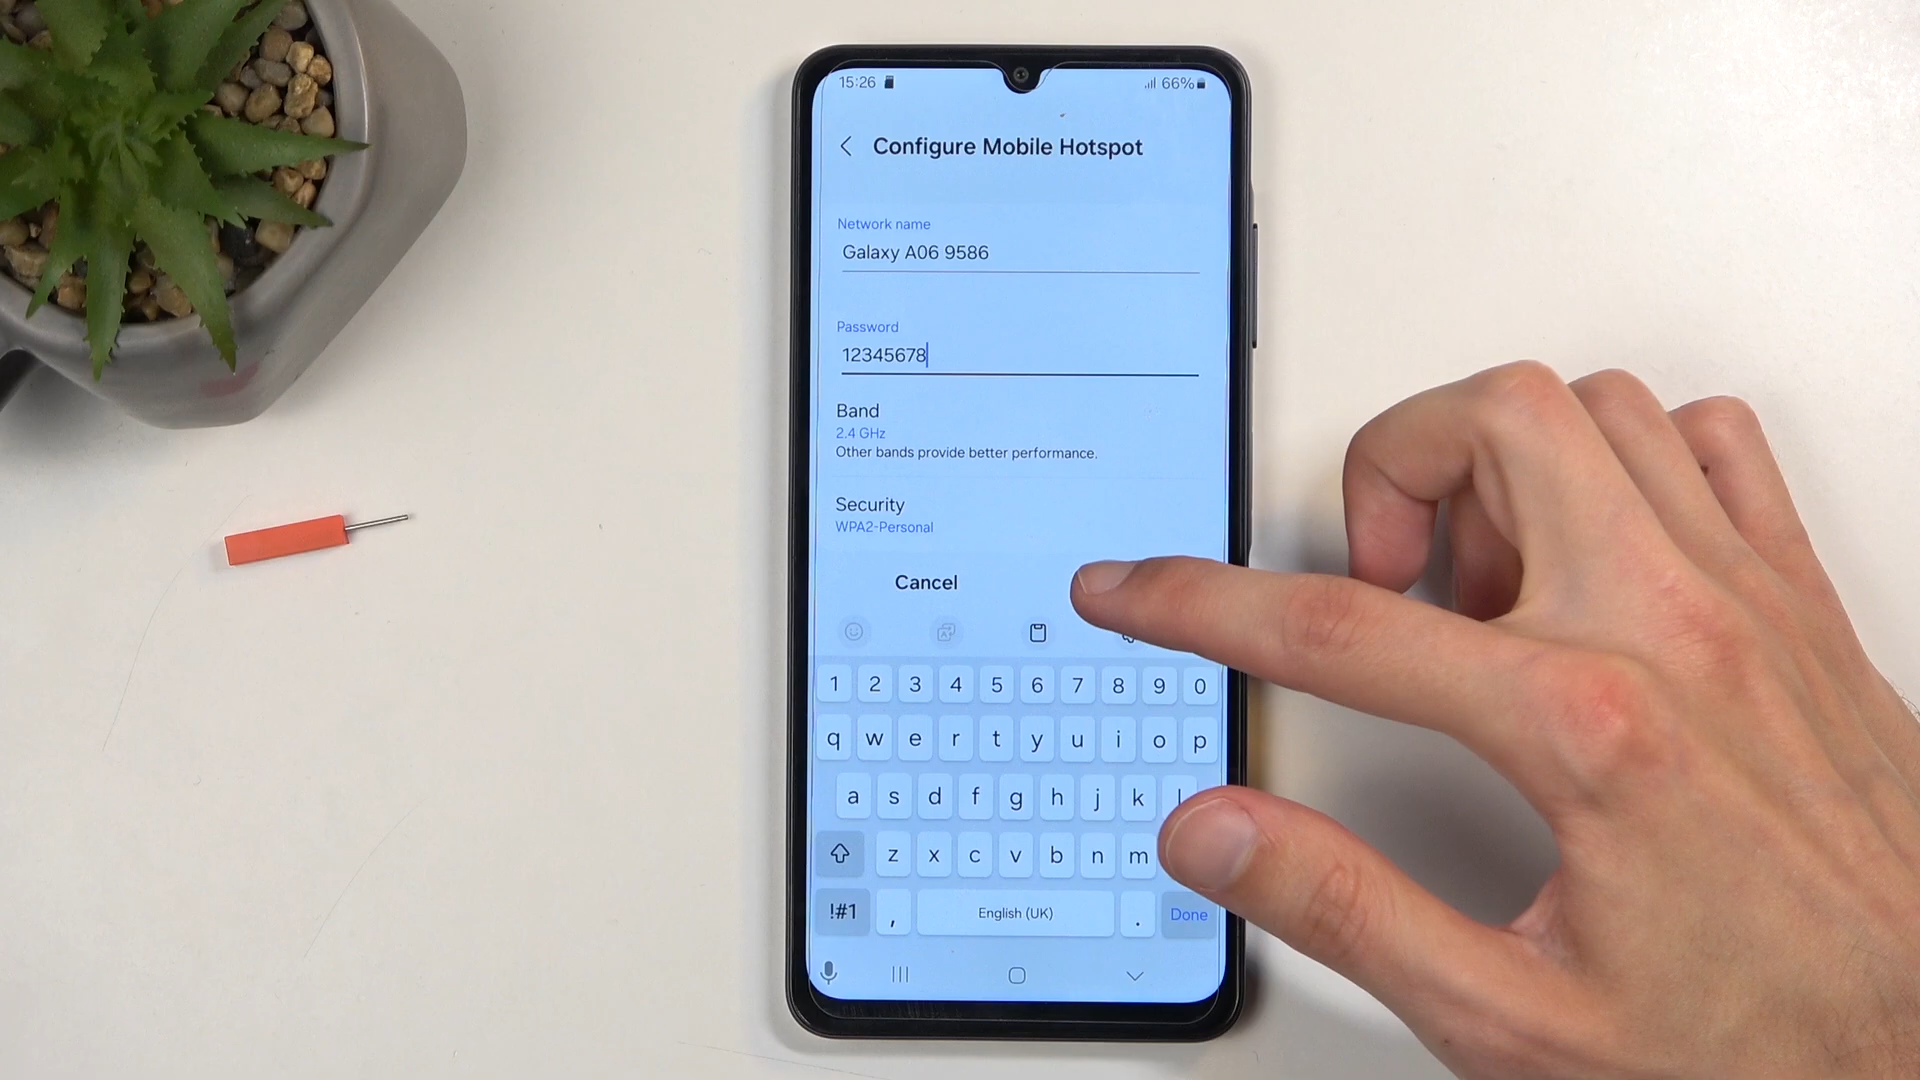 15:26 66%
Configure Mobile Hotspot
Network name
Galaxy A06 9586
Password
12345678
Band
2.4 GHz
Other bands provide better performance.
Security
WPA2-Personal
Cancel
1 2 3 4 5 6 7 8 9 0
q w e r t y u i o p
a s d f g h j k l
z x c v b n m
!#1 , English (UK) . Done